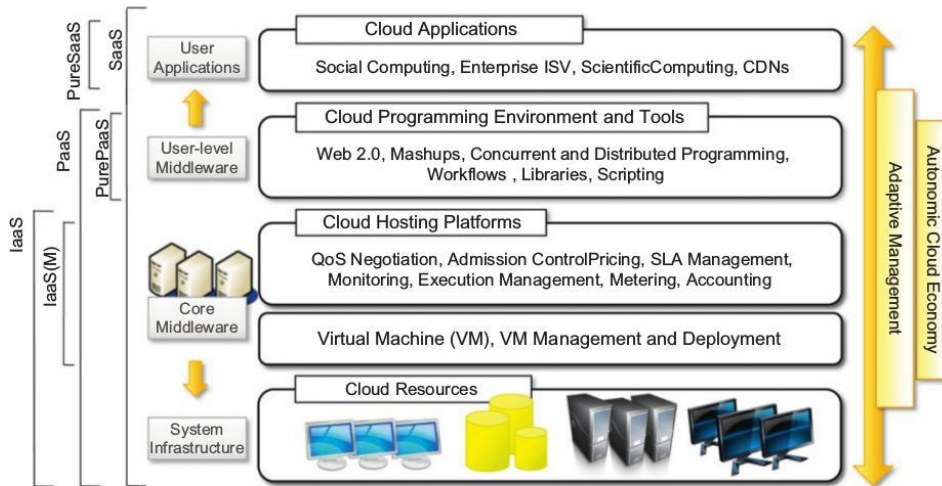 PureSaaS
SaaS
PaaS
PurePaaS
IaaS
IaaS(M)
User
Applications
User-level
Middleware
Core
Middleware
System
Infrastructure
Cloud Applications
Social Computing, Enterprise ISV, ScientificComputing, CDNs
Cloud Programming Environment and Tools
Web 2.0, Mashups, Concurrent and Distributed Programming,
Workflows , Libraries, Scripting
Cloud Hosting Platforms
QoS Negotiation, Admission ControlPricing, SLA Management,
Monitoring, Execution Management, Metering, Accounting
Virtual Machine (VM), VM Management and Deployment
Cloud Resources
Adaptive Management
Autonomic Cloud Economy